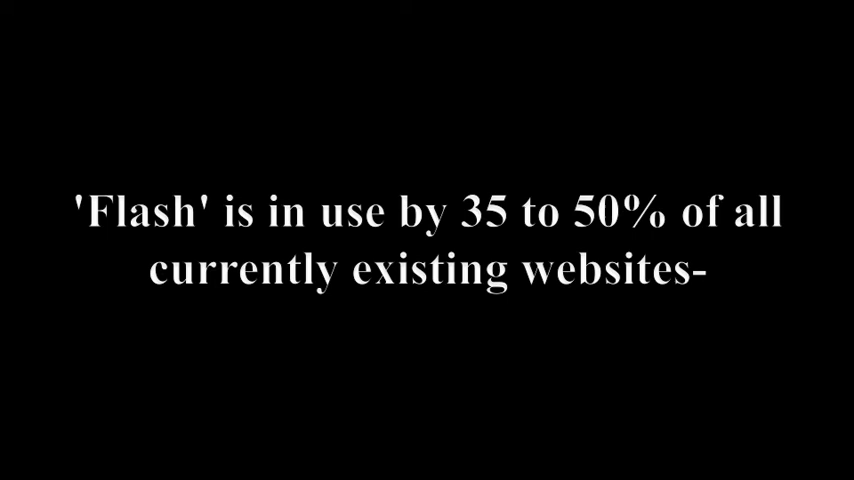 'Flash' is in use by 35 to 50% of all
currently existing websites-